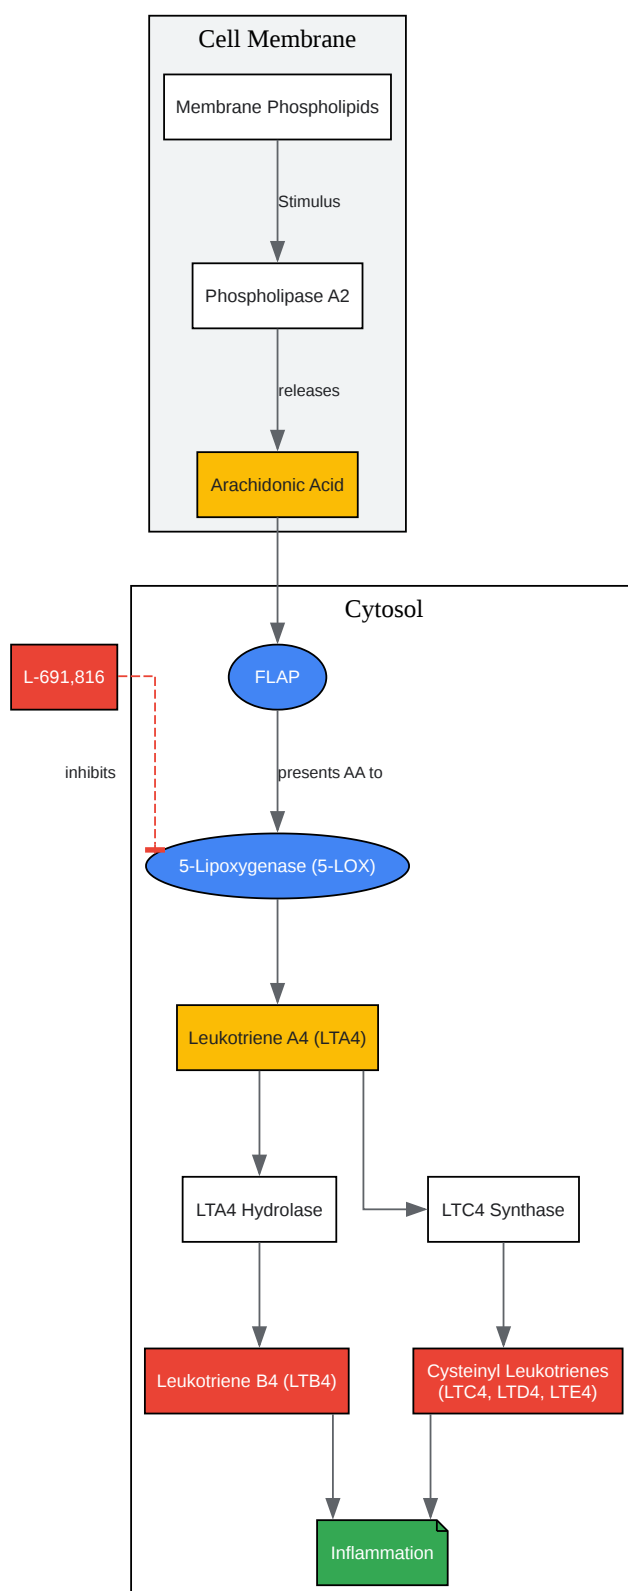 Cell Membrane
Membrane Phospholipids
Stimulus
Phospholipase A2
releases
Arachidonic Acid
Cytosol
L-691,816
FLAP
inhibits
presents AA to
5-Lipoxygenase (5-LOX)
Leukotriene A4 (LTA4)
LTA4 Hydrolase
LTC4 Synthase
Leukotriene B4 (LTB4)
Cysteinyl Leukotrienes
(LTC4, LTD4, LTE4)
Inflammation